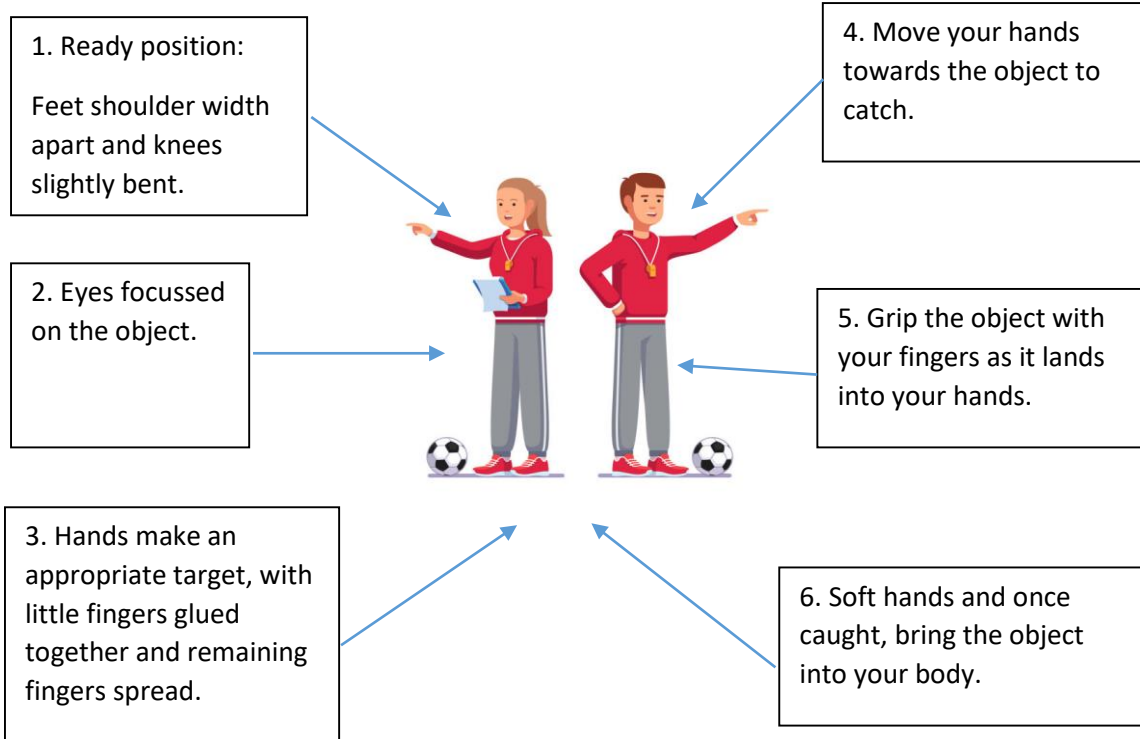 1. Ready position:
Feet shoulder width
apart and knees
slightly bent.
2. Eyes focussed
on the object.
3. Hands make an
appropriate target, with
little fingers glued
together and remaining
fingers spread.
4. Move your hands
towards the object to
catch.
5. Grip the object with
your fingers as it lands
into your hands.
6. Soft hands and once
caught, bring the object
into your body.